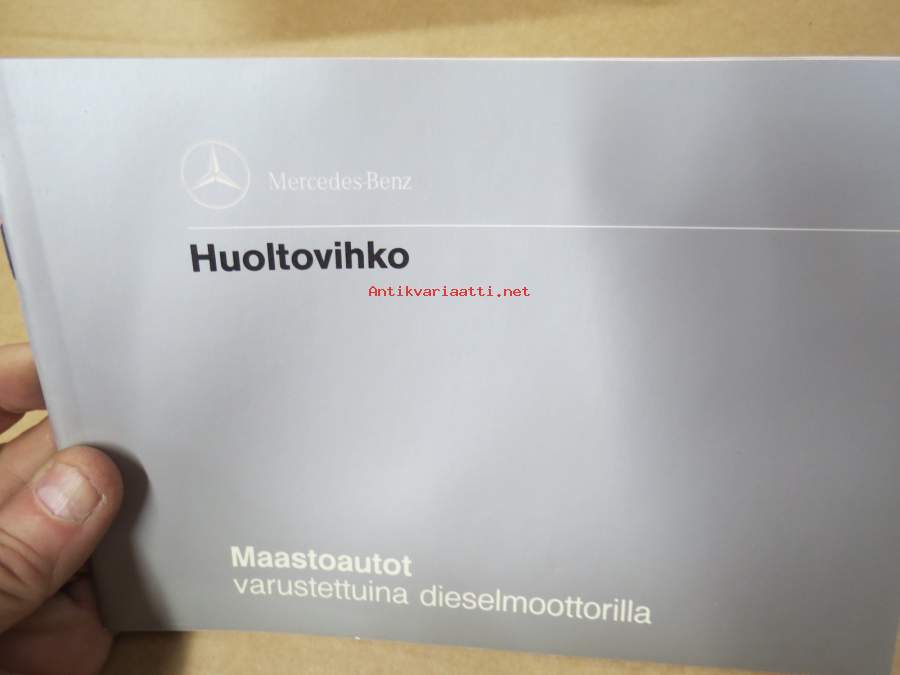 Mercedes-Benz
Huoltovihko
Antikvariaatti.net
Maastoautot
varustettuina dieselmoottorilla